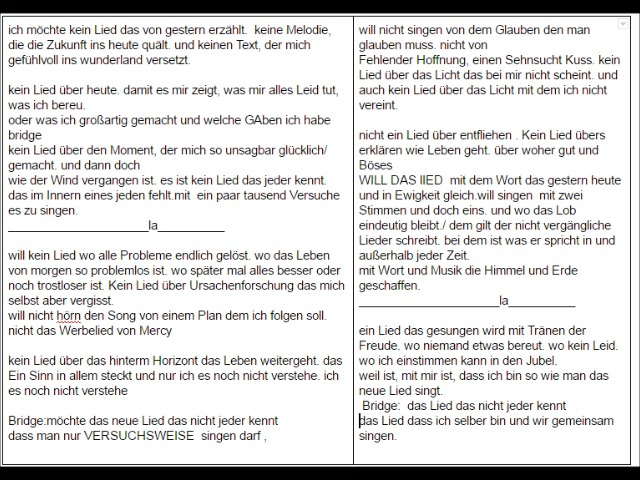 ich möchte kein Lied das von gestern erzählt.  keine Melodie,
die die Zukunft ins heute quält. und keinen Text, der mich
gefühlvoll ins wunderland versetzt.
kein Lied über heute. damit es mir zeigt, was mir alles Leid tut,
was ich bereu.
oder was ich großartig gemacht und welche GAben ich habe
bridge
kein Lied über den Moment, der mich so unsagbar glücklich/
gemacht. und dann doch
wie der Wind vergangen ist. es ist kein Lied das jeder kennt.
das im Innern eines jeden fehlt.mit  ein paar tausend Versuche
es zu singen.
______________________la__________
will kein Lied wo alle Probleme endlich gelöst. wo das Leben
von morgen so problemlos ist. wo später mal alles besser oder
noch trostloser ist. Kein Lied über Ursachenforschung das mich
selbst aber vergisst.
will nicht hörn den Song von einem Plan dem ich folgen soll.
nicht das Werbelied von Mercy
kein Lied über das hinterm Horizont das Leben weitergeht. das
Ein Sinn in allem steckt und nur ich es noch nicht verstehe. ich
es noch nicht verstehe
Bridge:möchte das neue Lied das nicht jeder kennt
dass man nur VERSUCHSWEISE  singen darf ,
will nicht singen von dem Glauben den man
glauben muss. nicht von
Fehlender Hoffnung, einen Sehnsucht Kuss. kein
Lied über das Licht das bei mir nicht scheint. und
auch kein Lied über das Licht mit dem ich nicht
vereint.
nicht ein Lied über entfliehen . Kein Lied übers
erklären wie Leben geht. über woher gut und
Böses
WILL DAS lIED  mit dem Wort das gestern heute
und in Ewigkeit gleich.will singen  mit zwei
Stimmen und doch eins. und wo das Lob
eindeutig bleibt./ dem gilt der nicht vergängliche
Lieder schreibt. bei dem ist was er spricht in und
außerhalb jeder Zeit.
mit Wort und Musik die Himmel und Erde
geschaffen.
______________________la__________
ein Lied das gesungen wird mit Tränen der
Freude. wo niemand etwas bereut. wo kein Leid.
wo ich einstimmen kann in den Jubel.
weil ist, mit mir ist, dass ich bin so wie man das
neue Lied singt.
Bridge:  das Lied das nicht jeder kennt
das Lied dass ich selber bin und wir gemeinsam
singen.